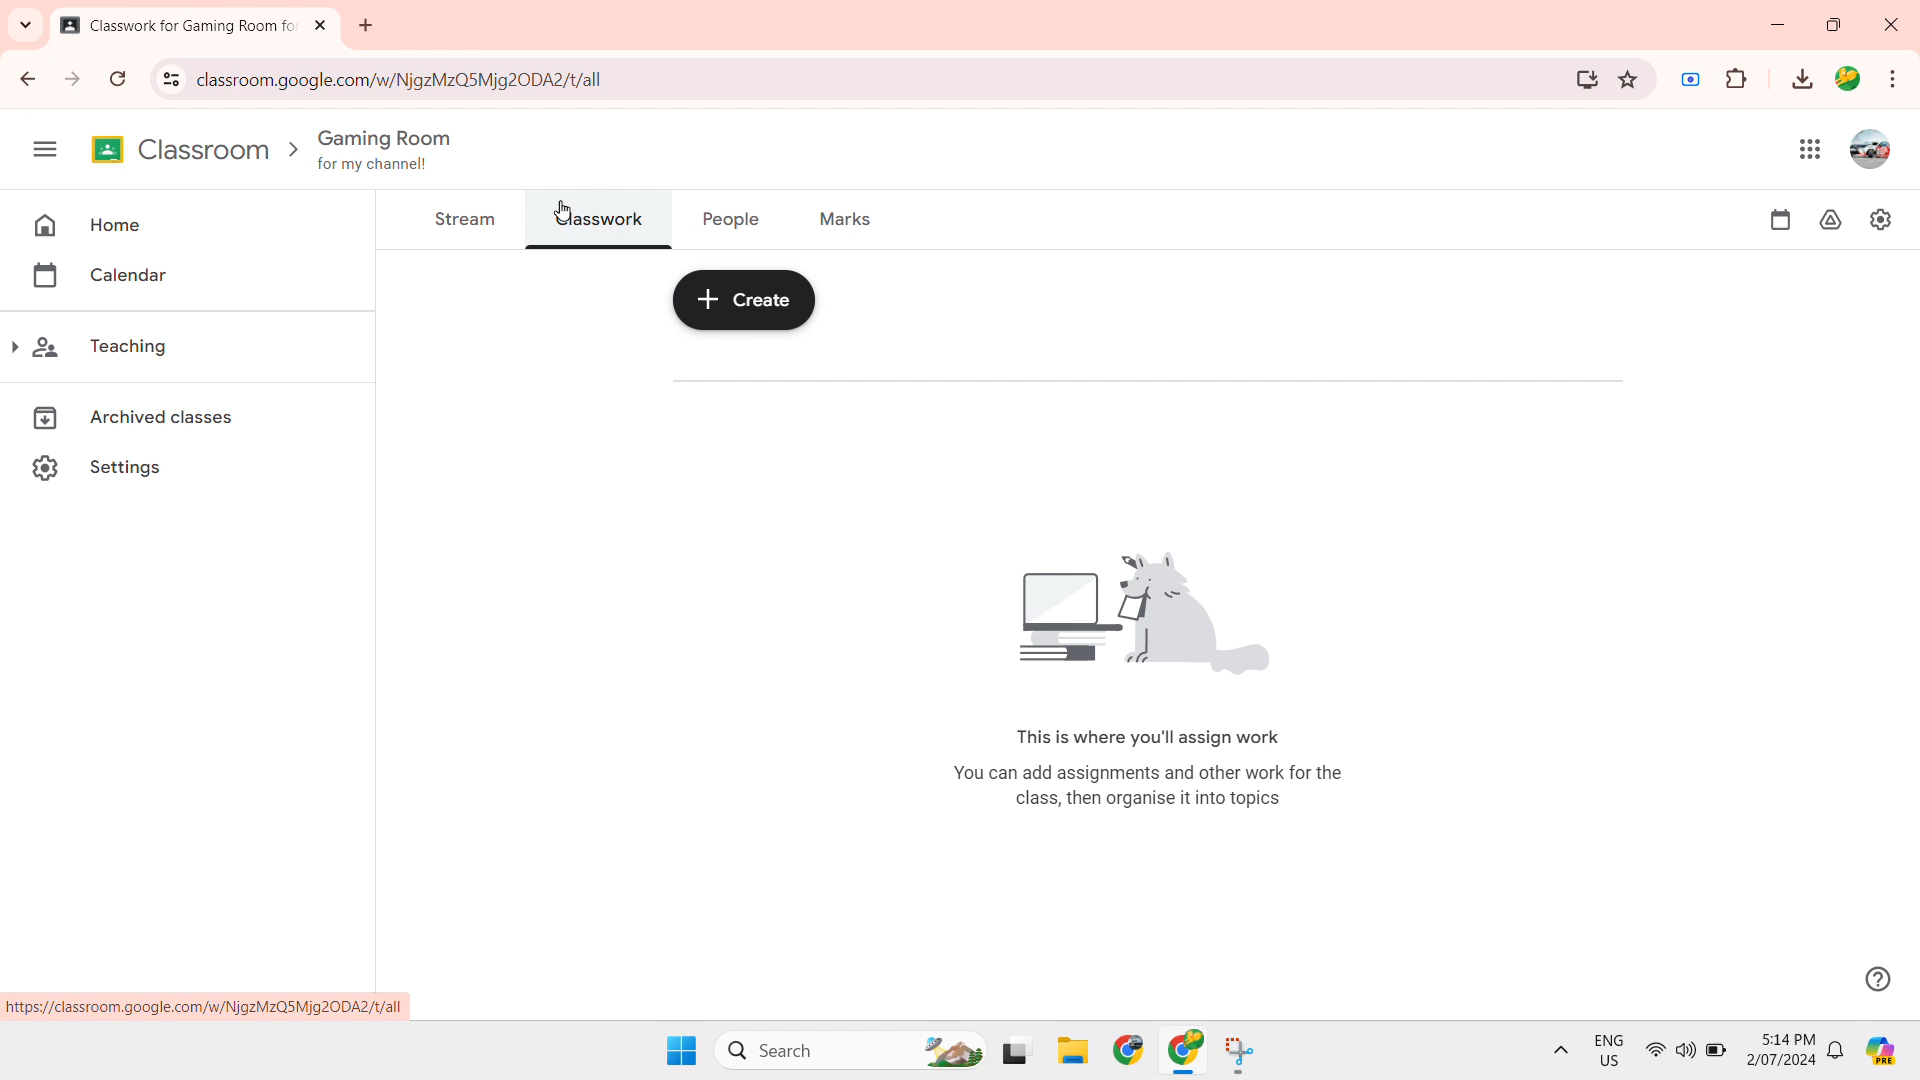 Classwork for Gaming Room for
classroom.google.com/w/NjgzMzQ5Mjg2ODA2/t/all
Classroom
Gaming Room
for my channel!
Home
Calendar
Teaching
Archived classes
Settings
Stream
Classwork
People
Marks
Create
This is where you'll assign work
You can add assignments and other work for the
class, then organise it into topics
https://classroom.google.com/w/NjgzMzQ5Mjg2ODA2/t/all
Search
ENG
US
5:14 PM
2/07/2024
PRE